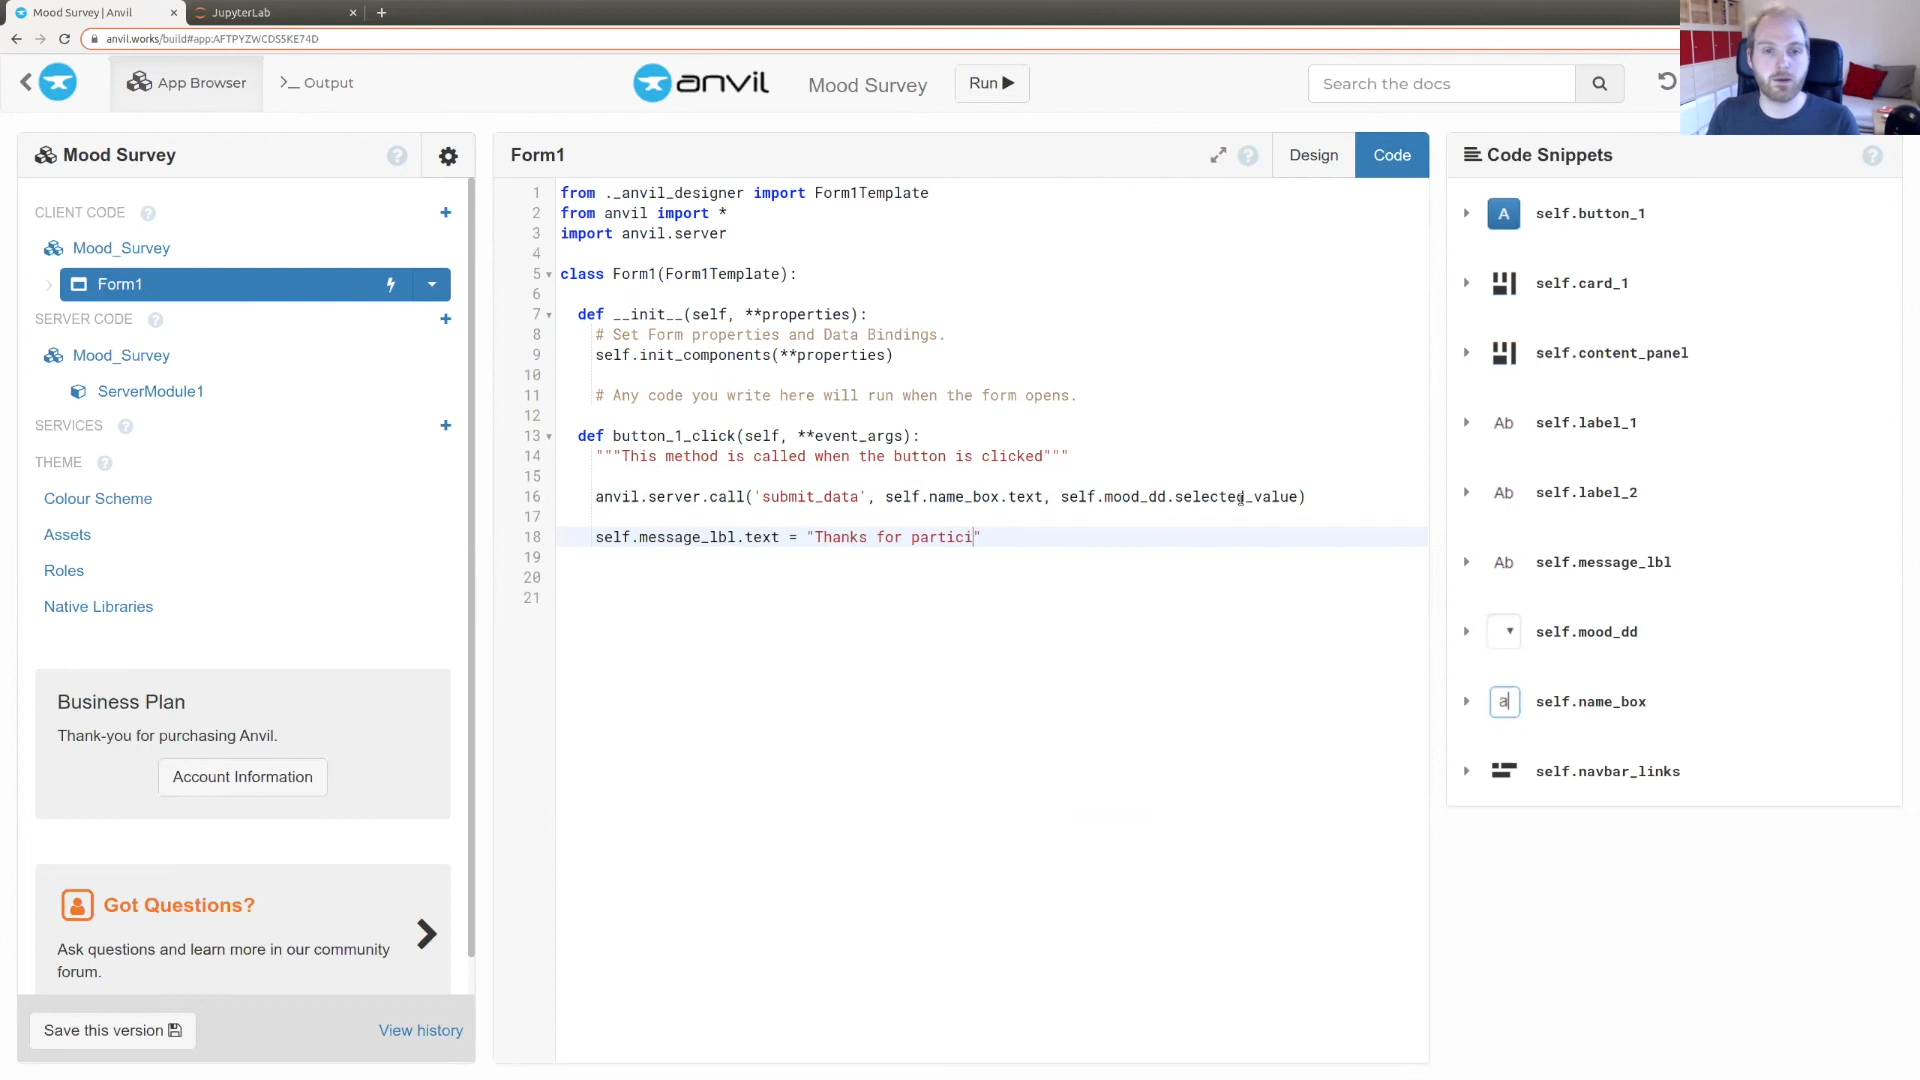 Mood Survey | Anvil
JupyterLab
anvil.works/build#app:AFTPYZWCDS5KE74D
App Browser
>_ Output
anvil
Mood Survey
Run
Search the docs
Mood Survey
CLIENT CODE
Mood_Survey
Form1
SERVER CODE
Mood_Survey
ServerModule1
SERVICES
THEME
Colour Scheme
Assets
Roles
Native Libraries
Business Plan
Thank-you for purchasing Anvil.
Account Information
Got Questions?
Ask questions and learn more in our community
forum.
Save this version
View history
Form1
Design
Code
1 from ._anvil_designer import Form1Template
2 from anvil import *
3 import anvil.server
4
5 class Form1(Form1Template):
6
7 def __init__(self, **properties):
8 # Set Form properties and Data Bindings.
9 self.init_components(**properties)
10
11 # Any code you write here will run when the form opens.
12
13 def button_1_click(self, **event_args):
14 """This method is called when the button is clicked"""
15
16 anvil.server.call('submit_data', self.name_box.text, self.mood_dd.selected_value)
17
18 self.message_lbl.text = "Thanks for partici"
19
20
21
Code Snippets
A self.button_1
self.card_1
self.content_panel
Ab self.label_1
Ab self.label_2
Ab self.message_lbl
self.mood_dd
a self.name_box
self.navbar_links